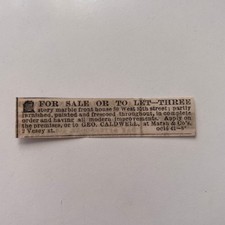 FOR SALE OR TO LET—THREE
story marble front house in West 15th street; partly
furnished, painted and frescoed throughout, in complete
order and having all modern improvements. Apply on
the premises, or to GEO. CALDWELL, at Marsh & Co's,
7 Vesey st.